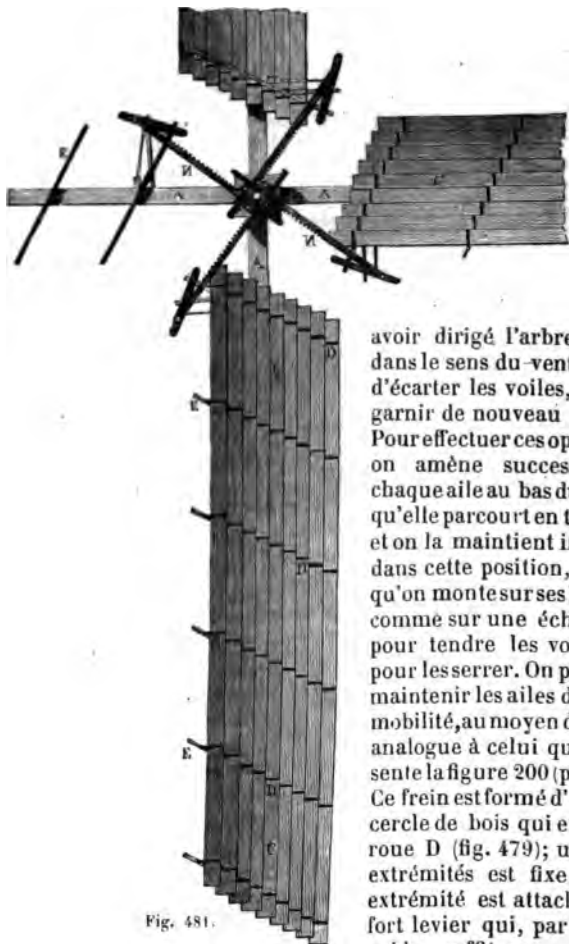 E
N
A
A
C
N
A
D
E
D
E
D
C
avoir dirigé l'arbre
dans le sens du vent
d'écarter les voiles,
garnir de nouveau
Pour effectuer ces op
on amène succes
chaque aile au bas d
qu'elle parcourt en t
et on la maintient i
dans cette position,
qu'on monte sur ses
comme sur une éch
pour tendre les vo
pour les serrer. On p
maintenir les ailes d
mobilité, au moyen d
analogue à celui qu
sente la figure 200 (p
Ce frein est formé d'
cercle de bois qui e
roue D (fig. 479); u
extrémités est fixe
extrémité est attach
fort levier qui, par
Fig. 481.